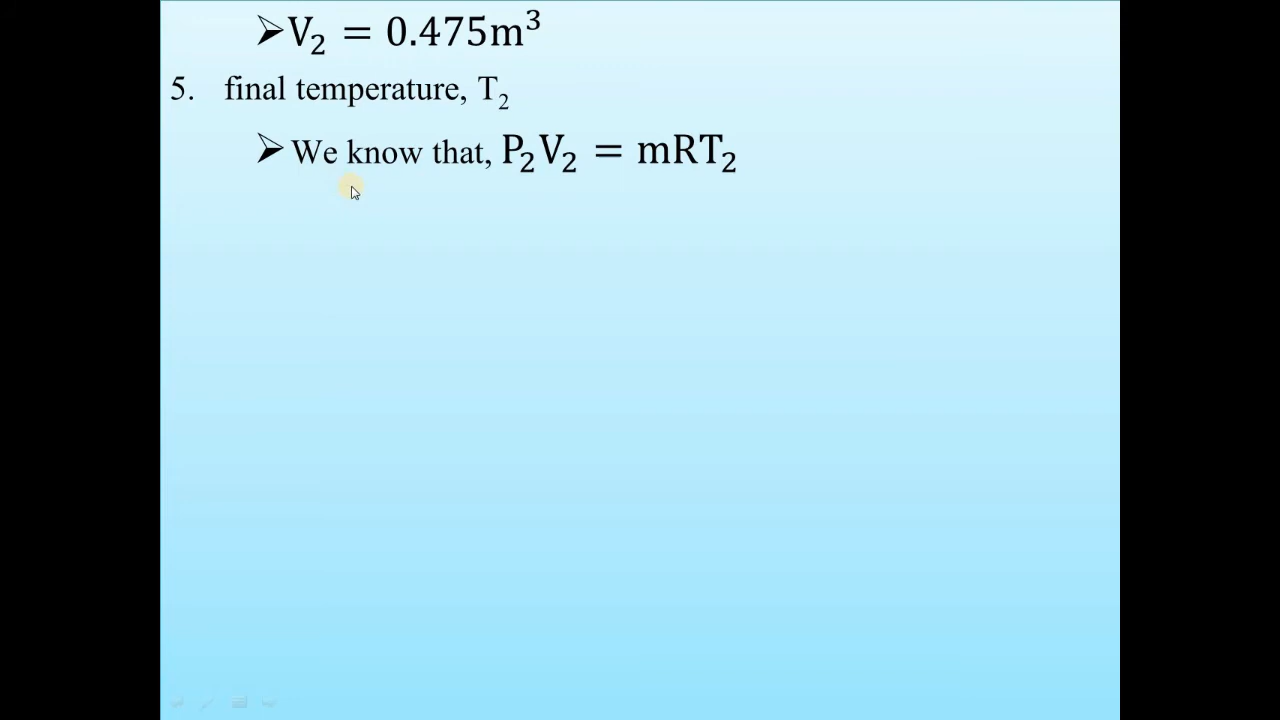 ➢V₂ = 0.475m³
5. final temperature, T₂
➢We know that, P₂V₂ = mRT₂